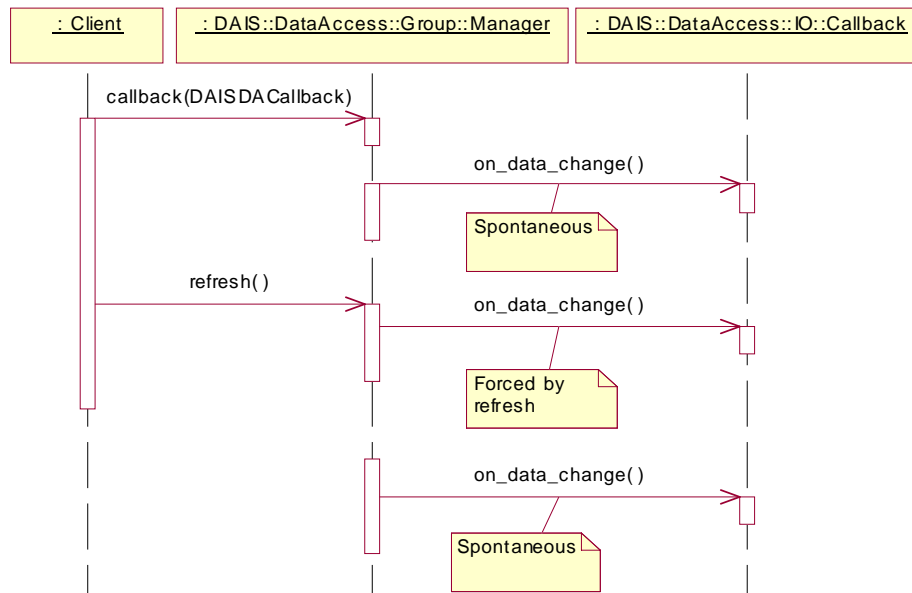 : Client
: DAIS::DataAccess::Group::Manager
: DAIS::DataAccess::IO::Callback
callback(DAISDACallback)
on_data_change( )
Spontaneous
refresh( )
on_data_change( )
Forced by
refresh
on_data_change( )
Spontaneous